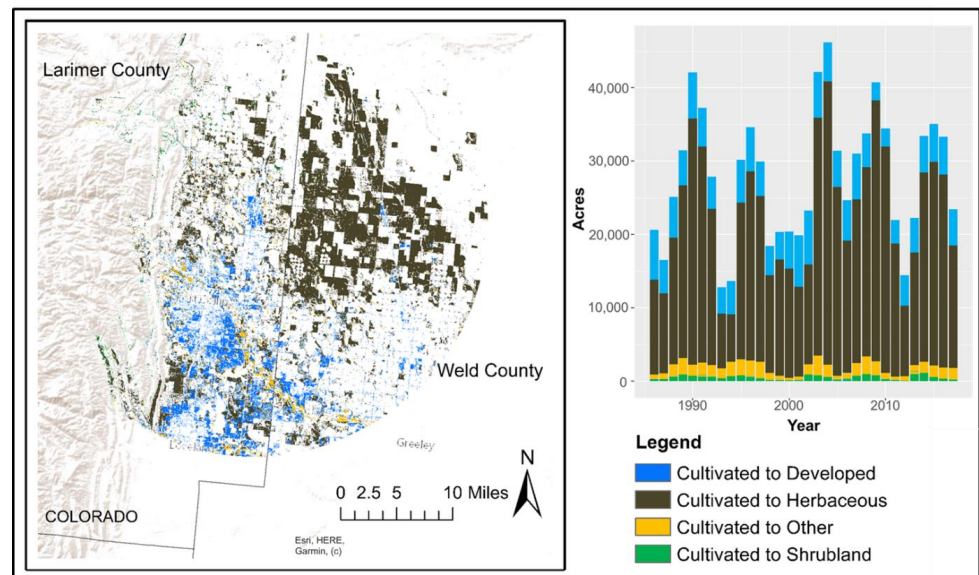 Larimer County
Weld County
Greeley
COLORADO
N
0 2.5 5 10 Miles
Esri, HERE,
Garmin, (c)
40,000
30,000
20,000
10,000
0
Acres
1990 2000 2010
Year
Legend
Cultivated to Developed
Cultivated to Herbaceous
Cultivated to Other
Cultivated to Shrubland